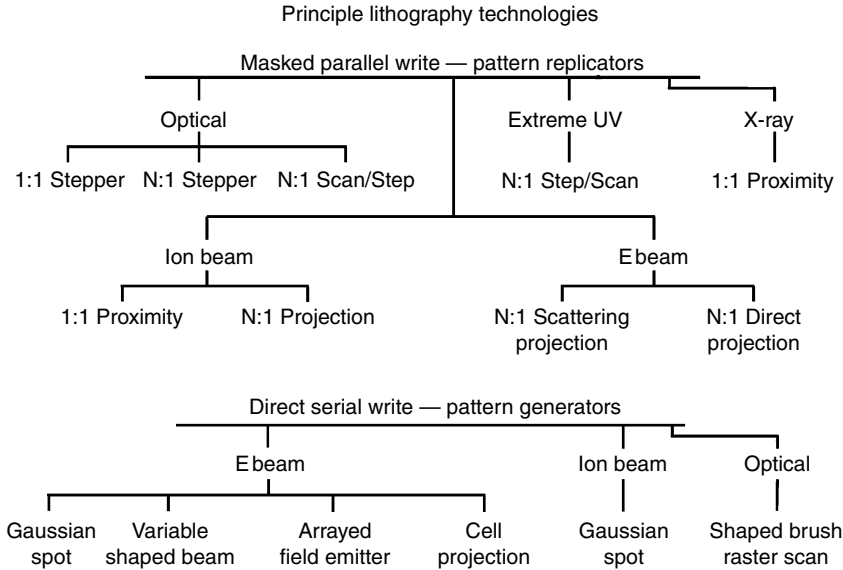 Principle lithography technologies
Masked parallel write — pattern replicators
Optical
Extreme UV
X-ray
1:1 Stepper
N:1 Stepper
N:1 Scan/Step
N:1 Step/Scan
1:1 Proximity
Ion beam
E beam
1:1 Proximity
N:1 Projection
N:1 Scattering
projection
N:1 Direct
projection
Direct serial write — pattern generators
E beam
Ion beam
Optical
Gaussian
spot
Variable
shaped beam
Arrayed
field emitter
Cell
projection
Gaussian
spot
Shaped brush
raster scan